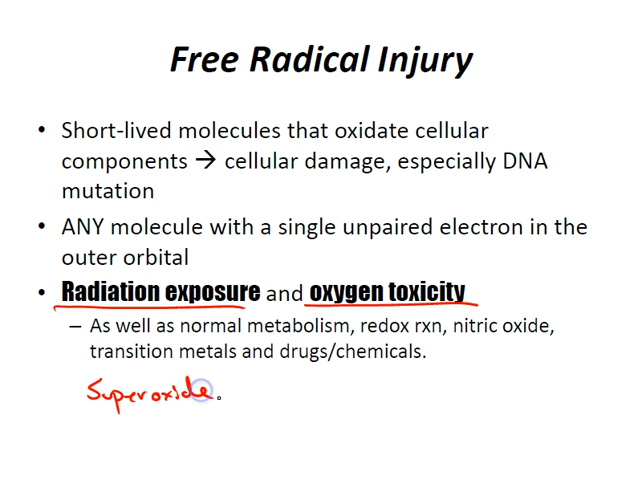 Free Radical Injury
• Short-lived molecules that oxidate cellular
components → cellular damage, especially DNA
mutation
• ANY molecule with a single unpaired electron in the
outer orbital
• Radiation exposure and oxygen toxicity
– As well as normal metabolism, redox rxn, nitric oxide,
transition metals and drugs/chemicals.
Superoxide.